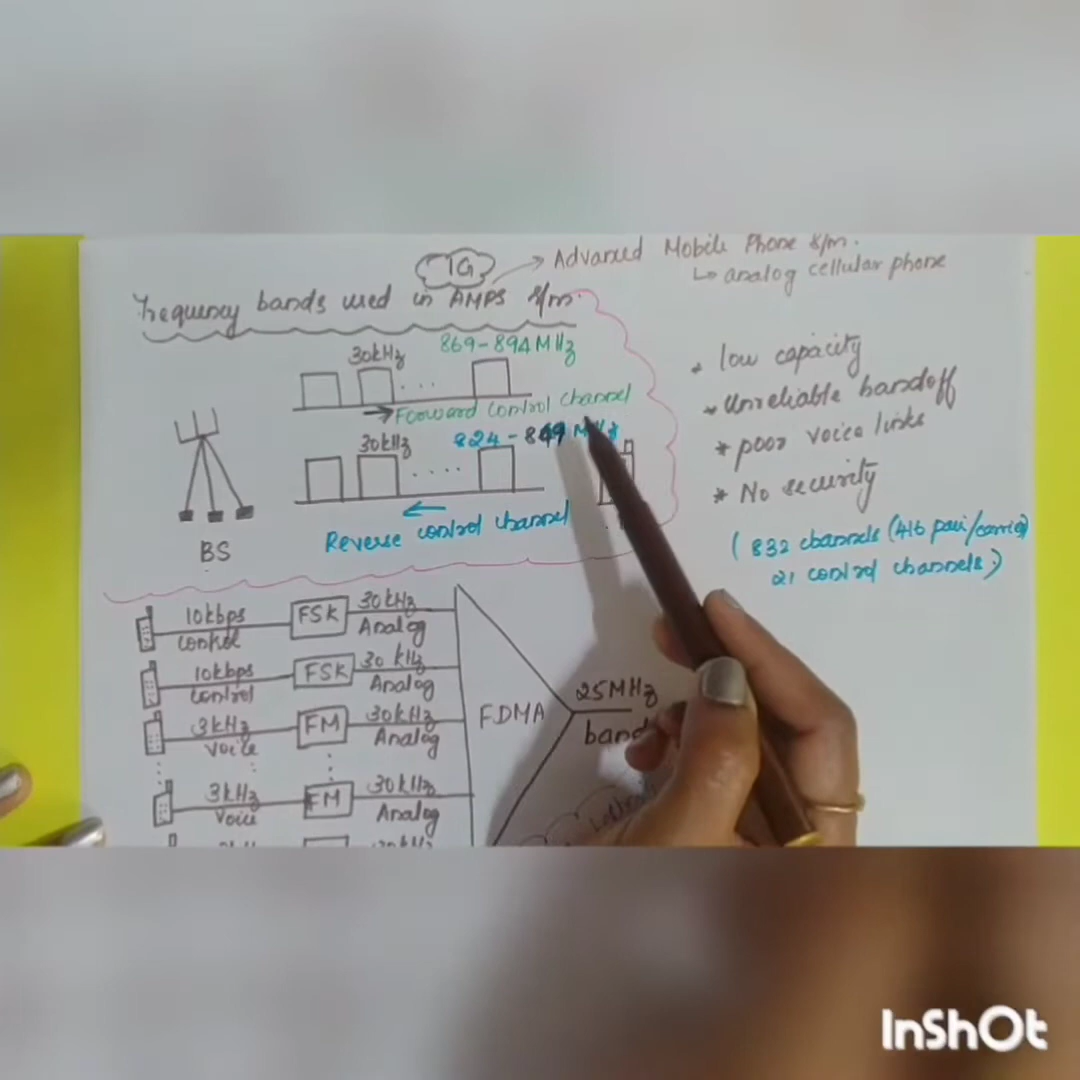 1G
Advanced Mobile Phone S/m.
↳ analog cellular phone
Frequency bands used in AMPS S/m.
30kHz
869-894MHz
...
→ Forward control channel
30kHz
824-849 MHz
....
←
Reverse control channel
BS
* low capacity
* Unreliable handoff
* poor voice links
* No security
(832 channels (416 pair/carrier)
21 control channels)
10kbps
control
FSK
30kHz
Analog
10kbps
control
FSK
30 kHz
Analog
3kHz
voice
FM
30kHz
Analog
3kHz
voice
FM
30kHz
Analog
FDMA
25MHz
band
InShOt